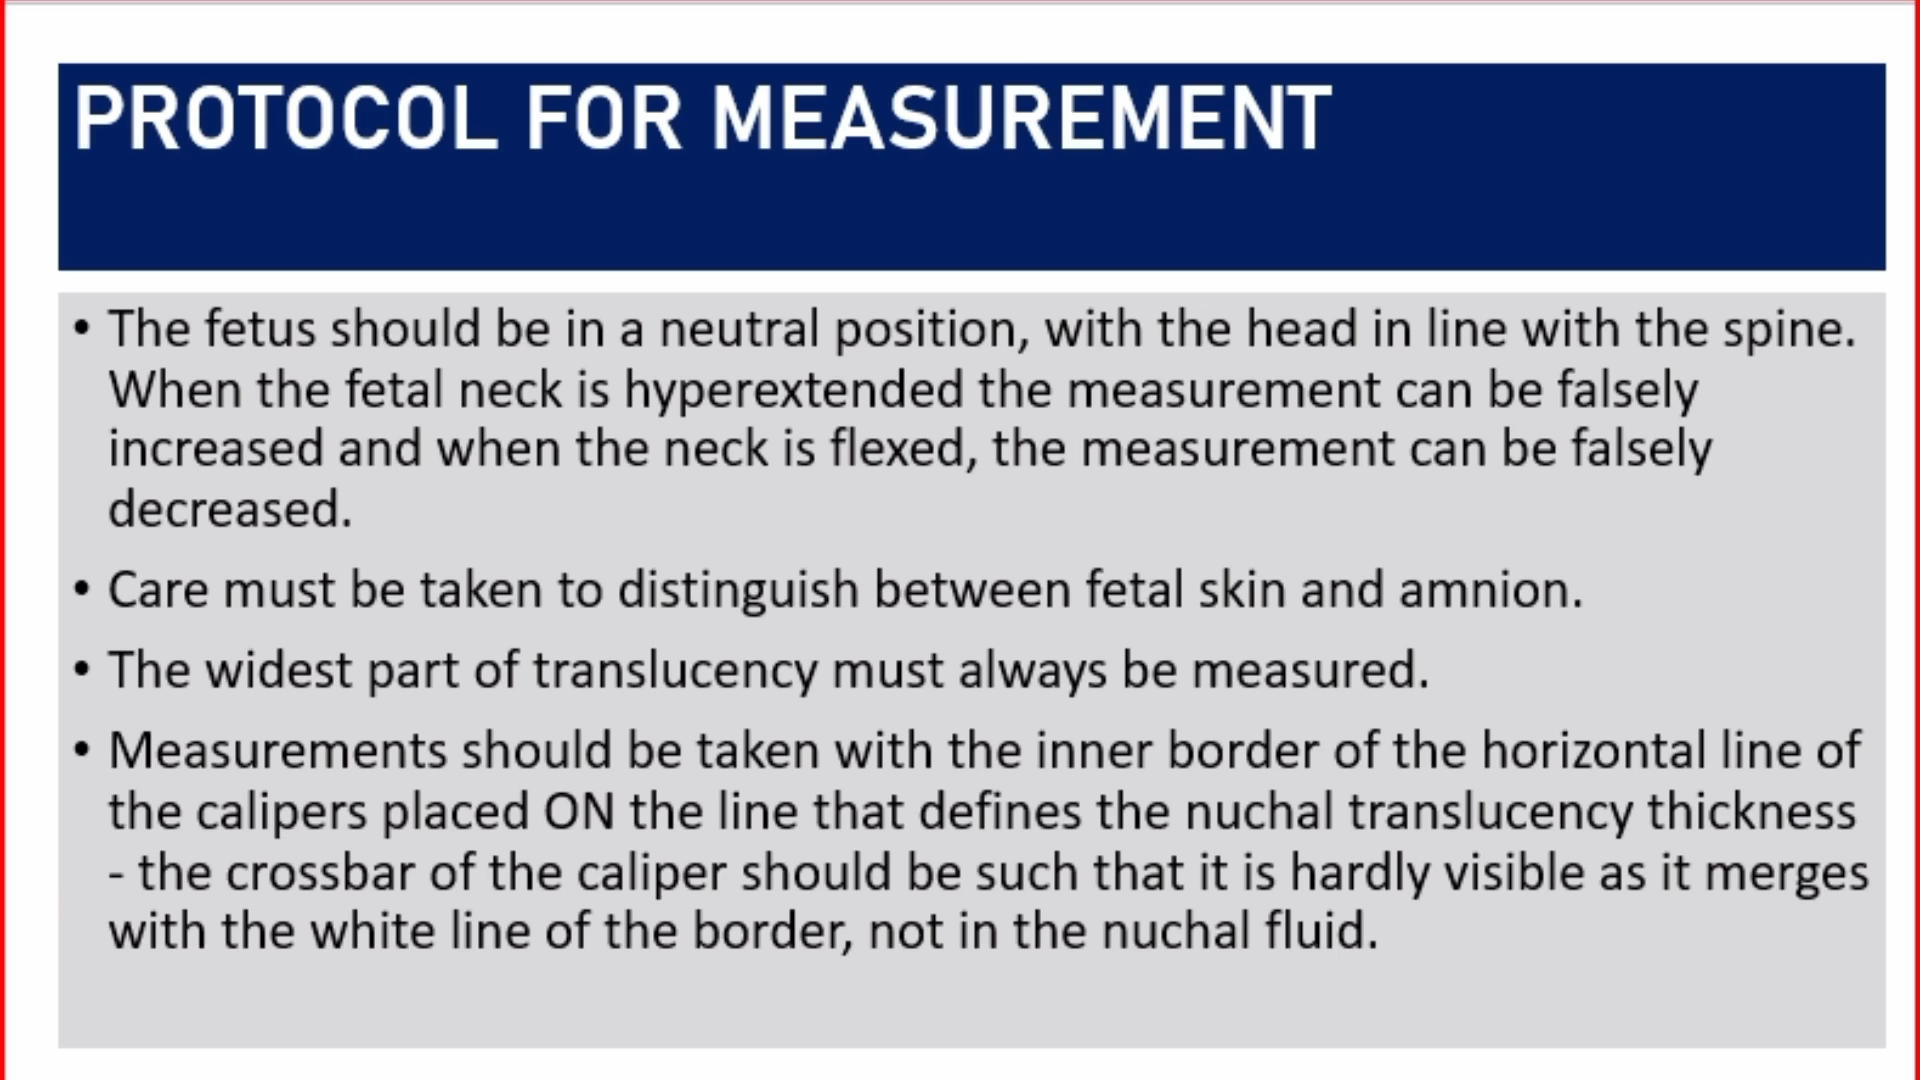 PROTOCOL FOR MEASUREMENT
• The fetus should be in a neutral position, with the head in line with the spine.
When the fetal neck is hyperextended the measurement can be falsely
increased and when the neck is flexed, the measurement can be falsely
decreased.
• Care must be taken to distinguish between fetal skin and amnion.
• The widest part of translucency must always be measured.
• Measurements should be taken with the inner border of the horizontal line of
the calipers placed ON the line that defines the nuchal translucency thickness
- the crossbar of the caliper should be such that it is hardly visible as it merges
with the white line of the border, not in the nuchal fluid.